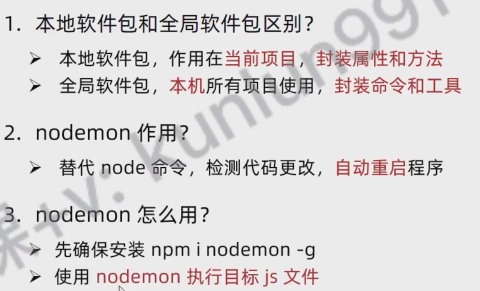 1. 本地软件包和全局软件包区别？
➢ 本地软件包，作用在当前项目，封装属性和方法
➢ 全局软件包，本机所有项目使用，封装命令和工具
2. nodemon 作用？
➢ 替代 node 命令，检测代码更改，自动重启程序
3. nodemon 怎么用？
➢ 先确保安装 npm i nodemon -g
➢ 使用 nodemon 执行目标 js 文件
课+v: kunlun991